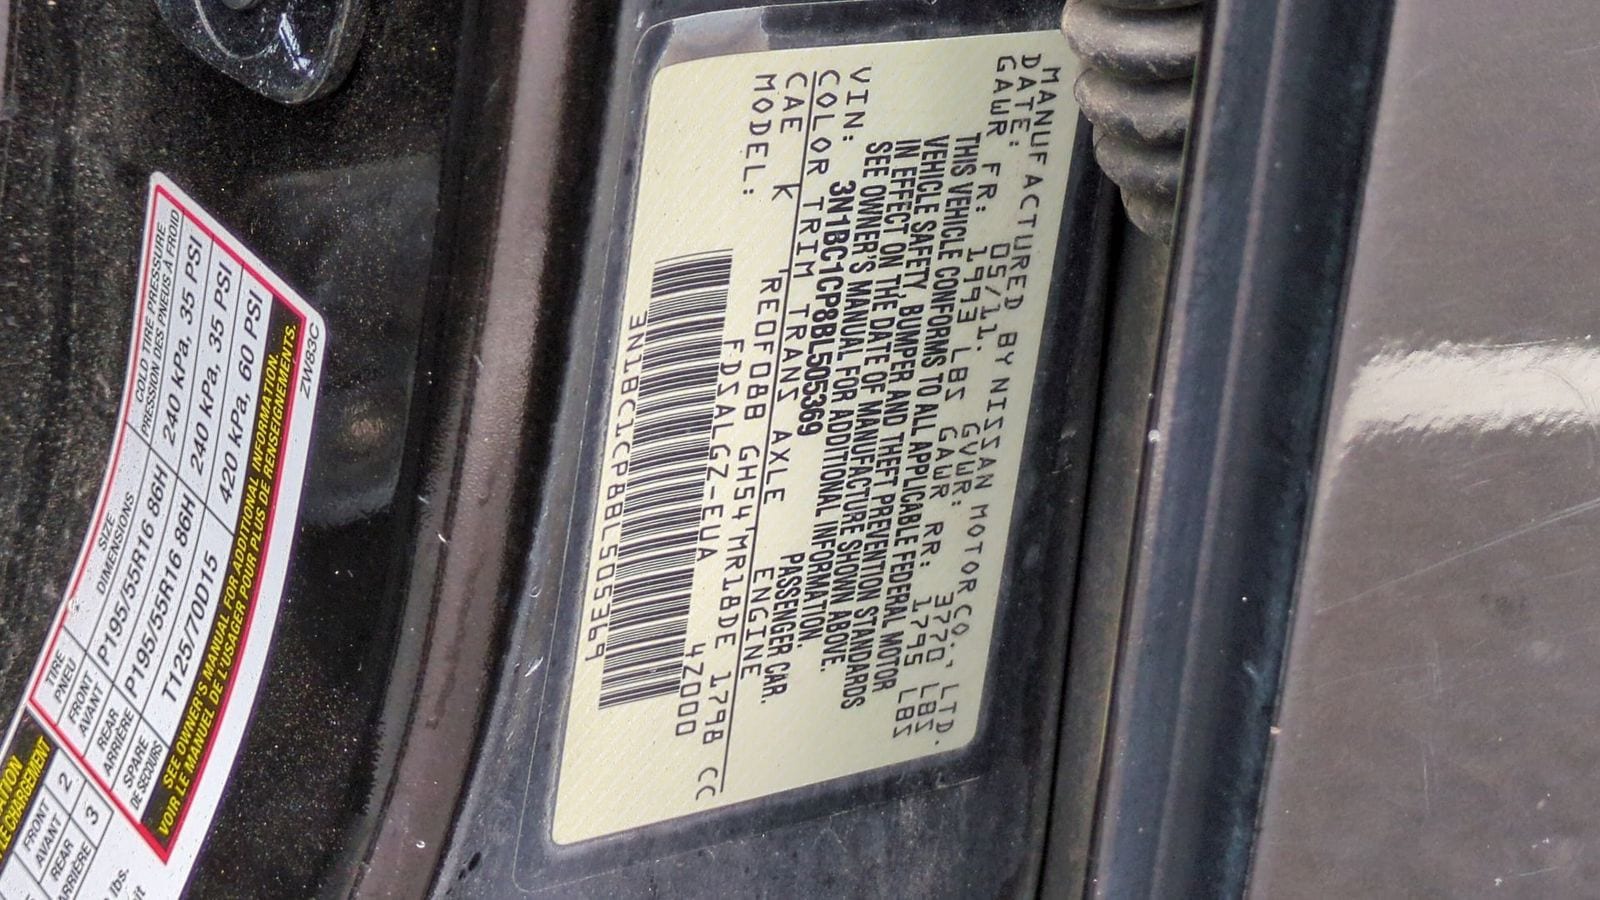 MANUFACTURED BY NISSAN MOTOR CO., LTD.
DATE: 05/11. GVWR: 3770 LBS
GAWR FR: 1993 LBS GAWR RR: 1795 LBS
THIS VEHICLE CONFORMS TO ALL APPLICABLE FEDERAL MOTOR
VEHICLE SAFETY, BUMPER AND THEFT PREVENTION STANDARDS
IN EFFECT ON THE DATE OF MANUFACTURE SHOWN ABOVE.
SEE OWNER'S MANUAL FOR ADDITIONAL INFORMATION.
VIN: 3N1BC1CP8BL505369 PASSENGER CAR.
COLOR TRIM TRANS AXLE ENGINE
CAE K RE0F08B GH54 MR18DE 1798 CC
MODEL: FDSALGZ-EUA 4Z000
3N1BC1CP8BL505369
TIRE SIZE COLD TIRE PRESSURE
PNEU DIMENSIONS PRESSION DES PNEUS À FROID
FRONT AVANT P195/55R16 86H 240 kPa, 35 PSI
REAR ARRIÈRE P195/55R16 86H 240 kPa, 35 PSI
SPARE DE SECOURS T125/70D15 420 kPa, 60 PSI
SEE OWNER'S MANUAL FOR ADDITIONAL INFORMATION.
VOIR LE MANUEL DE L'USAGER POUR PLUS DE RENSEIGNEMENTS.
ZW83C
FRONT AVANT 2
REAR 3
lbs.